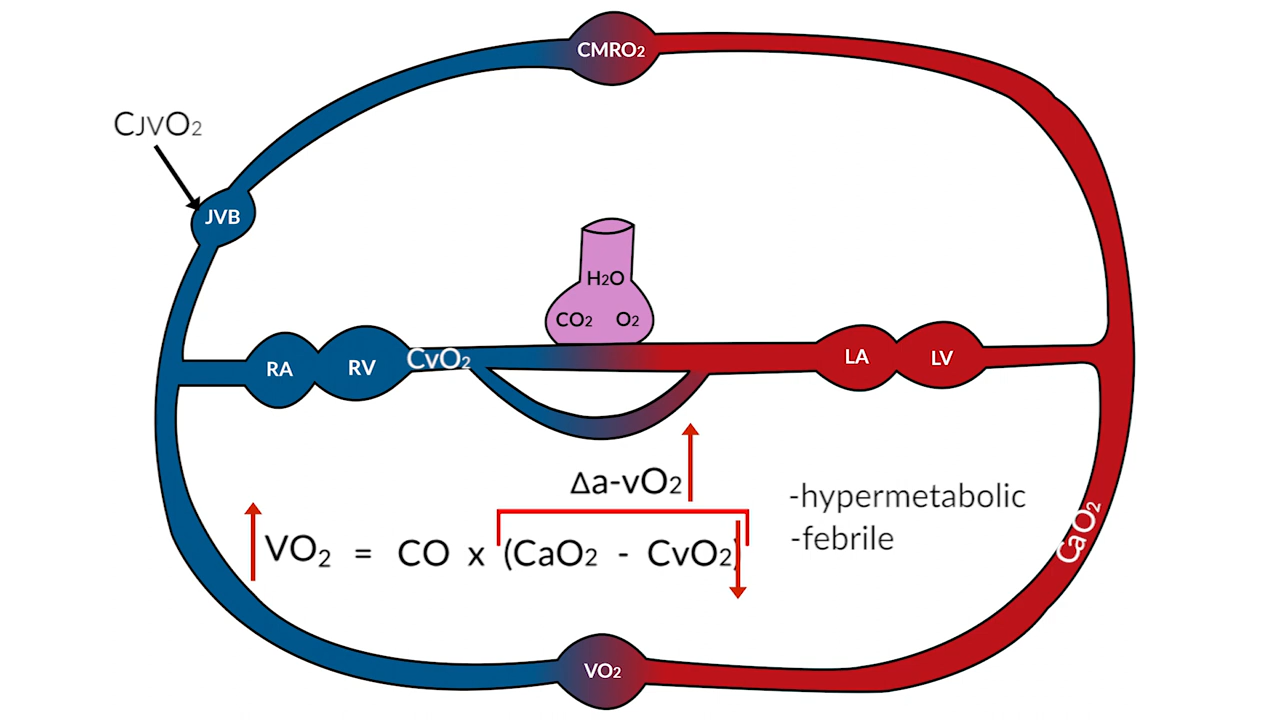 CMRO2
CJVO2
JVB
H2O
CO2 O2
RA RV CvO2 LA LV
Δa-vO2
-hypermetabolic
-febrile
VO2 = CO x (CaO2 - CvO2)
CaO2
VO2